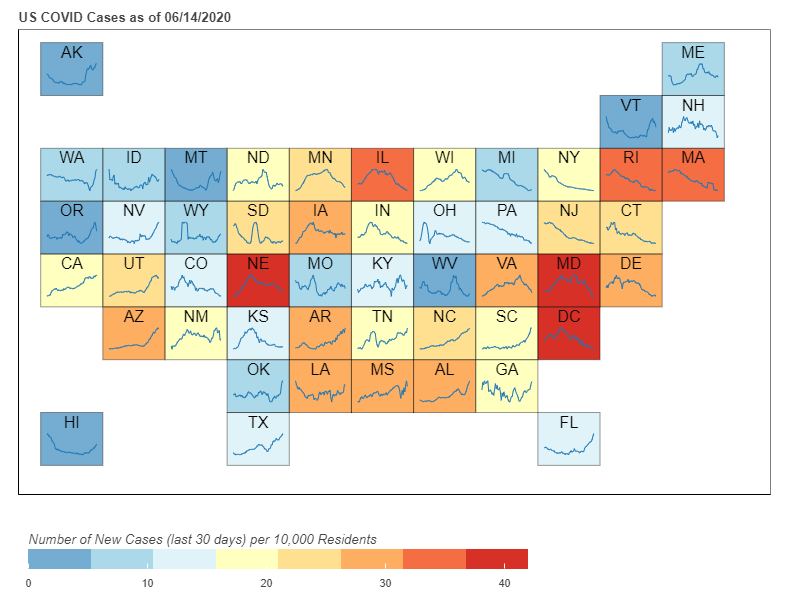 US COVID Cases as of 06/14/2020
AK ME
VT NH
WA ID MT ND MN IL WI MI NY RI MA
OR NV WY SD IA IN OH PA NJ CT
CA UT CO NE MO KY WV VA MD DE
AZ NM KS AR TN NC SC DC
OK LA MS AL GA
HI TX FL
Number of New Cases (last 30 days) per 10,000 Residents
0 10 20 30 40